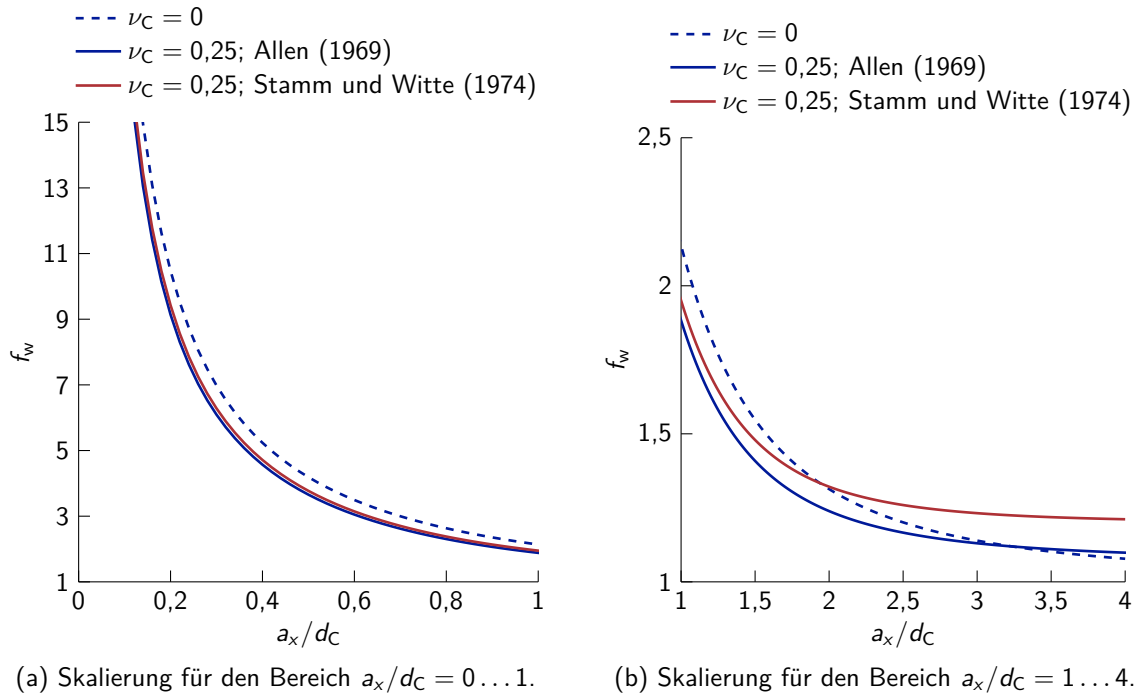 ν_C = 0
ν_C = 0,25; Allen (1969)
ν_C = 0,25; Stamm und Witte (1974)
15
13
11
9
7
5
3
1
f_w
0 0,2 0,4 0,6 0,8 1
a_x/d_C
(a) Skalierung für den Bereich a_x/d_C = 0 . . . 1.
ν_C = 0
ν_C = 0,25; Allen (1969)
ν_C = 0,25; Stamm und Witte (1974)
2,5
2
1,5
1
f_w
1 1,5 2 2,5 3 3,5 4
a_x/d_C
(b) Skalierung für den Bereich a_x/d_C = 1 . . . 4.